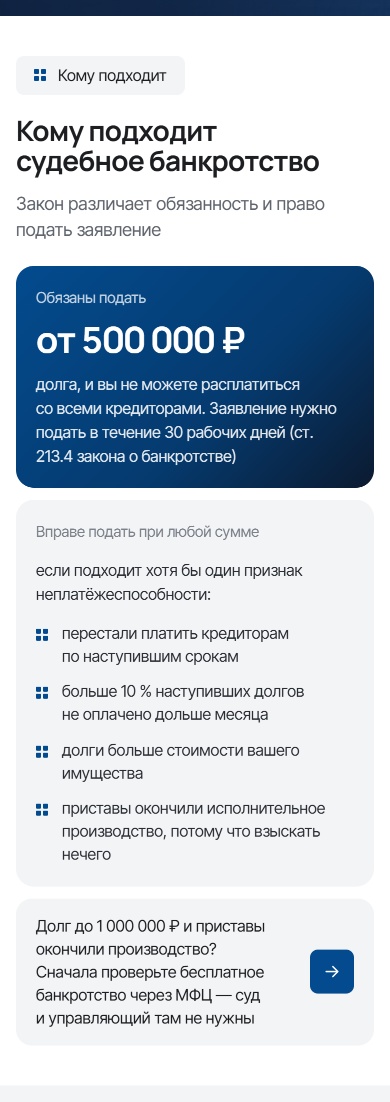 Кому подходит
Кому подходит
судебное банкротство
Закон различает обязанность и право
подать заявление
Обязаны подать
от 500 000 ₽
долга, и вы не можете расплатиться
со всеми кредиторами. Заявление нужно
подать в течение 30 рабочих дней (ст.
213.4 закона о банкротстве)
Вправе подать при любой сумме
если подходит хотя бы один признак
неплатёжеспособности:
перестали платить кредиторам
по наступившим срокам
больше 10 % наступивших долгов
не оплачено дольше месяца
долги больше стоимости вашего
имущества
приставы окончили исполнительное
производство, потому что взыскать
нечего
Долг до 1 000 000 ₽ и приставы
окончили производство?
Сначала проверьте бесплатное
банкротство через МФЦ — суд
и управляющий там не нужны